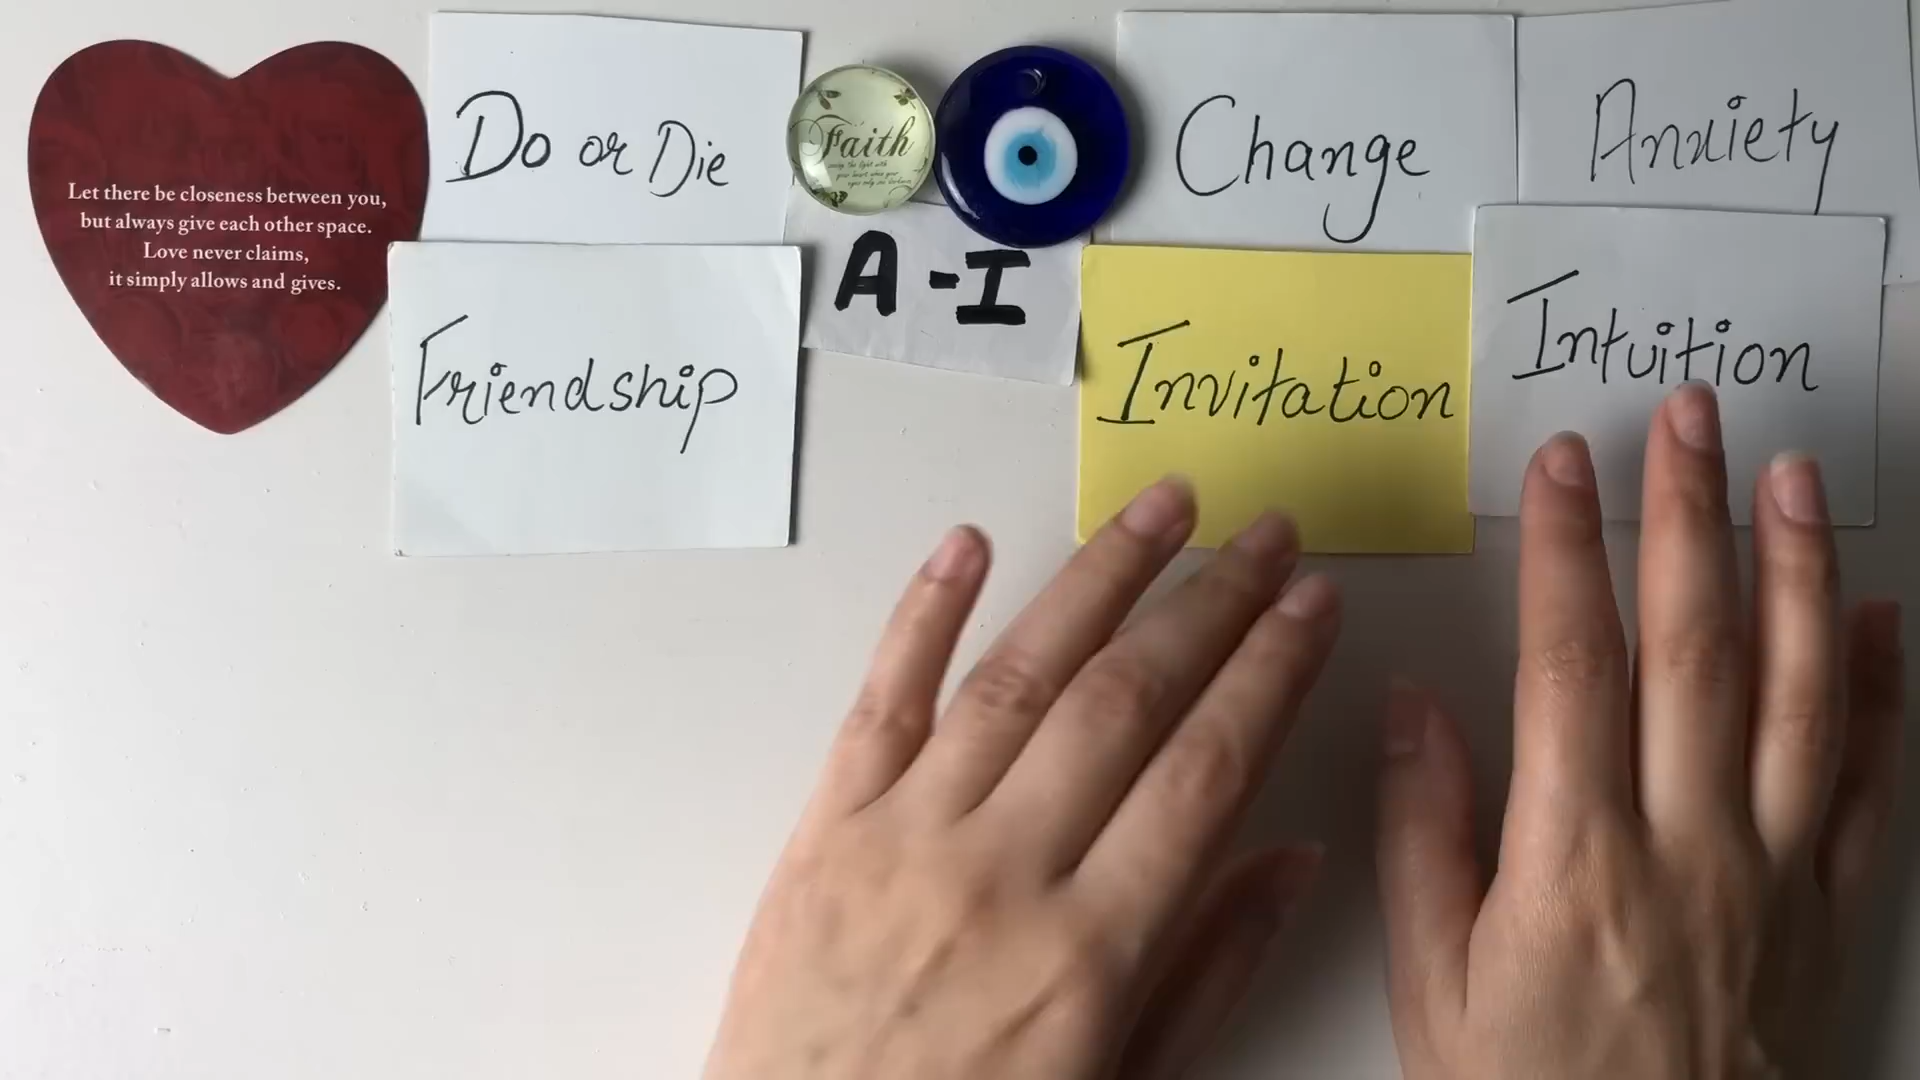 Let there be closeness between you,
but always give each other space.
Love never claims,
it simply allows and gives.
Do or Die
Faith
Change
Anxiety
Friendship
A-I
Invitation
Intuition